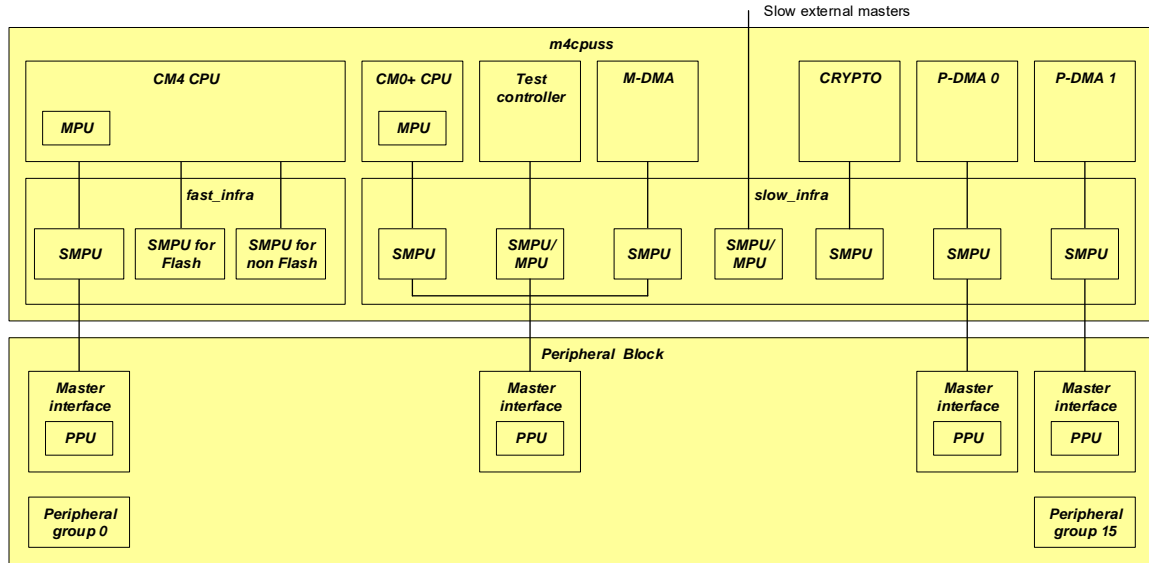 Slow external masters
m4cpuss
CM4 CPU
MPU
CM0+ CPU
MPU
Test
controller
M-DMA
CRYPTO
P-DMA 0
P-DMA 1
fast_infra
SMPU
SMPU for
Flash
SMPU for
non Flash
slow_infra
SMPU
SMPU/
MPU
SMPU
SMPU/
MPU
SMPU
SMPU
SMPU
Peripheral Block
Master
interface
PPU
Master
interface
PPU
Master
interface
PPU
Master
interface
PPU
Peripheral
group 0
Peripheral
group 15